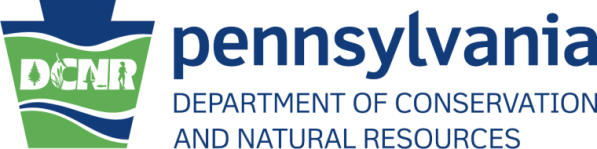 DCNR
pennsylvania
DEPARTMENT OF CONSERVATION
AND NATURAL RESOURCES